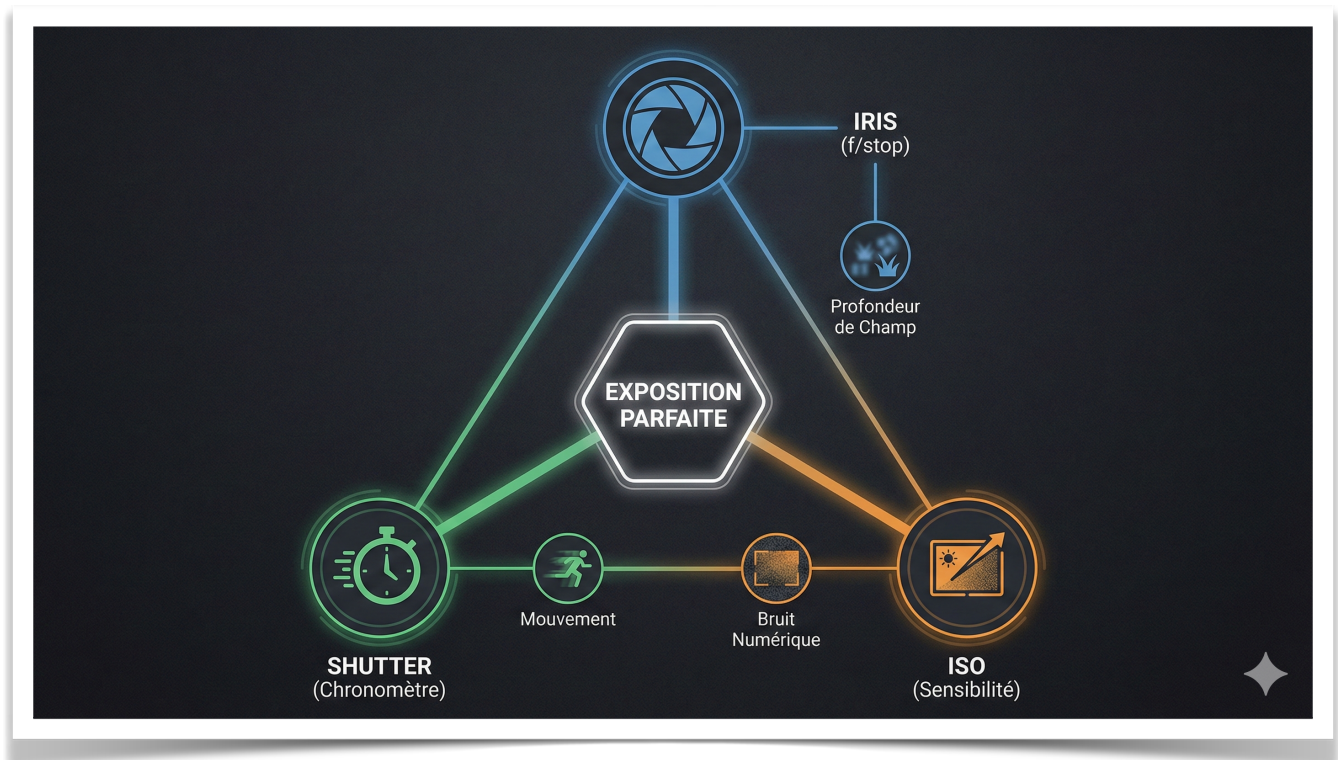 IRIS
(f/stop)
Profondeur
de Champ
EXPOSITION
PARFAITE
Mouvement
Bruit
Numérique
SHUTTER
(Chronomètre)
ISO
(Sensibilité)